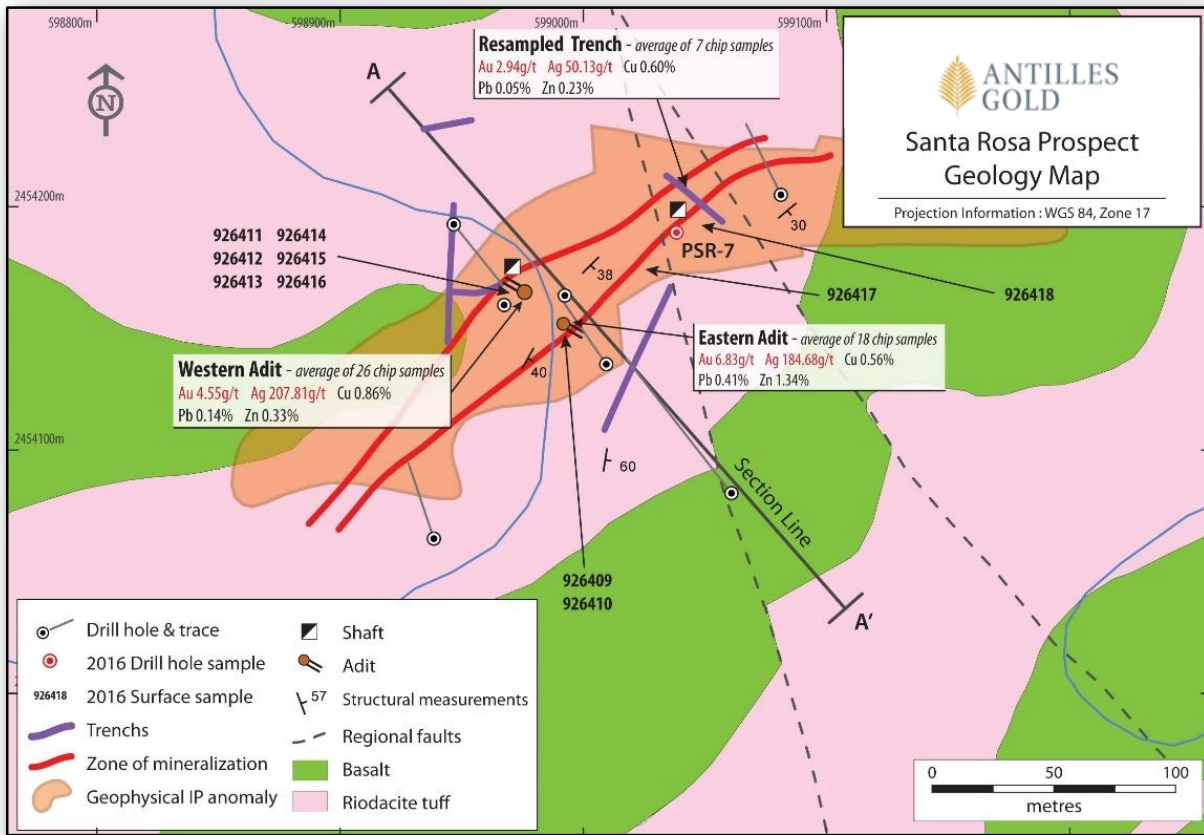 598800m
598900m
599000m
599100m
Resampled Trench - average of 7 chip samples
Au 2.94g/t Ag 50.13g/t Cu 0.60%
Pb 0.05% Zn 0.23%
ANTILLES
GOLD
Santa Rosa Prospect
Geology Map
Projection Information : WGS 84, Zone 17
N
A
2454200m
30
926411 926414
926412 926415
926413 926416
PSR-7
38
926417
926418
Western Adit - average of 26 chip samples
Au 4.55g/t Ag 207.81g/t Cu 0.86%
Pb 0.14% Zn 0.33%
40
Eastern Adit - average of 18 chip samples
Au 6.83g/t Ag 184.68g/t Cu 0.56%
Pb 0.41% Zn 1.34%
2454100m
60
Section Line
926409
926410
A'
Drill hole & trace
2016 Drill hole sample
926418 2016 Surface sample
Trenchs
Zone of mineralization
Geophysical IP anomaly
Shaft
Adit
57 Structural measurements
Regional faults
Basalt
Riodacite tuff
0 50 100
metres